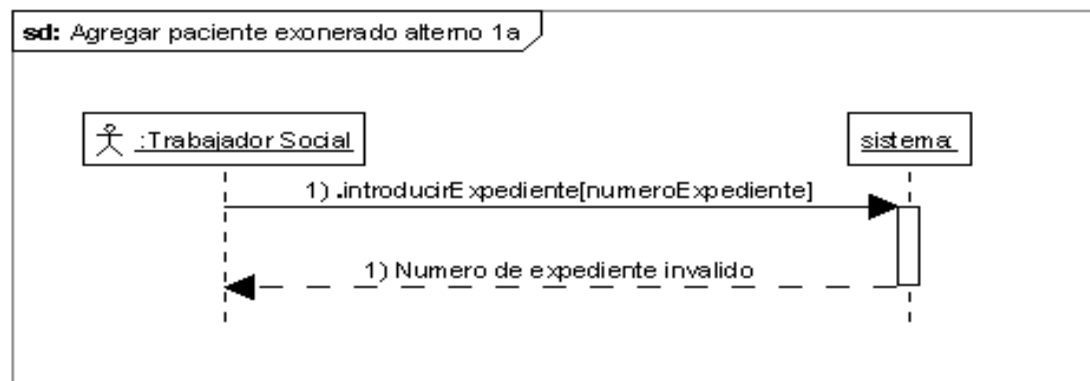 sd: Agregar paciente exonerado alterno 1a
:Trabajador Social
sistema:
1) .introducirExpediente[numeroExpediente]
1) Numero de expediente invalido